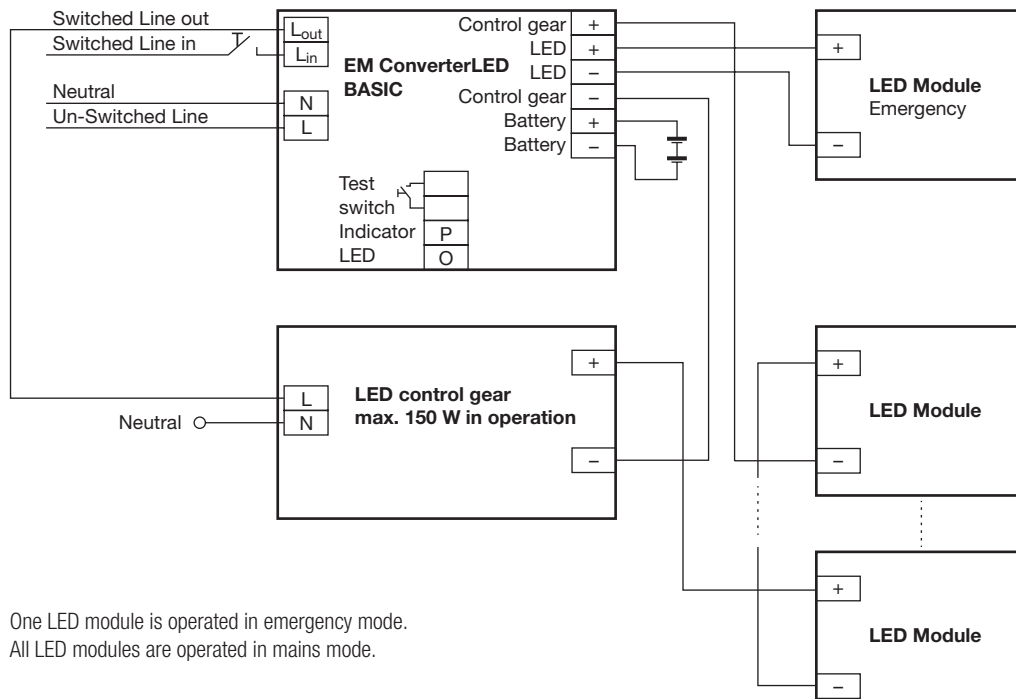 Switched Line out
Switched Line in
Neutral
Un-Switched Line
Lout
Lin
N
L
EM ConverterLED
BASIC
Control gear +
LED +
LED –
Control gear –
Battery +
Battery –
Test
switch
Indicator P
LED O
+
LED Module
Emergency
–
LED control gear
max. 150 W in operation
L
N
Neutral
+
–
+
LED Module
–
+
LED Module
–
One LED module is operated in emergency mode.
All LED modules are operated in mains mode.